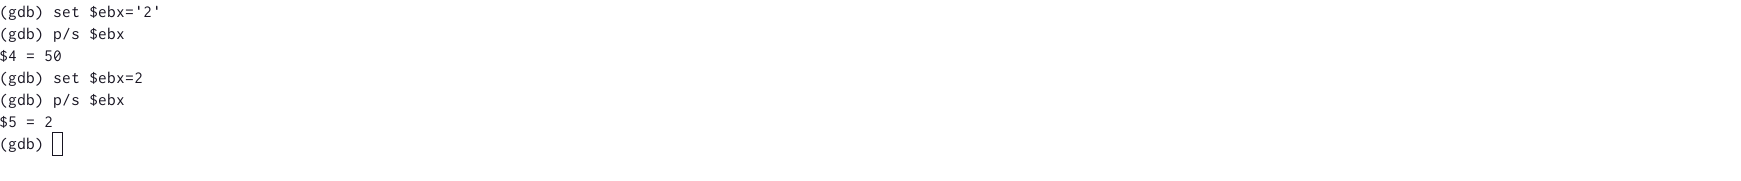 (gdb) set $ebx='2'
(gdb) p/s $ebx
$4 = 50
(gdb) set $ebx=2
(gdb) p/s $ebx
$5 = 2
(gdb)